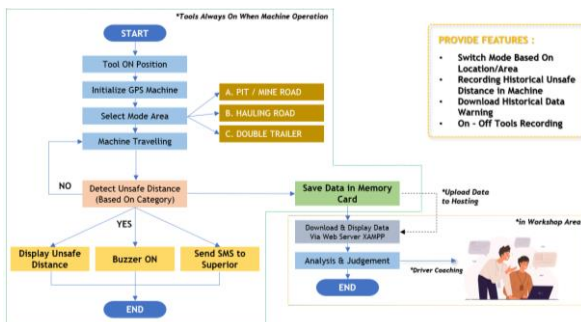 *Tools Always On When Machine Operation
START
Tool ON Position
Initialize GPS Machine
Select Mode Area
A. PIT / MINE ROAD
B. HAULING ROAD
C. DOUBLE TRAILER
Machine Travelling
NO
Detect Unsafe Distance
(Based On Category)
YES
Display Unsafe
Distance
Buzzer ON
Send SMS to
Superior
END
Save Data in Memory
Card
*Upload Data
to Hosting
*in Workshop Area
Download & Display Data
Via Web Server XAMPP
Analysis & Judgement
*Driver Coaching
END
PROVIDE FEATURES :
• Switch Mode Based On
Location/Area
• Recording Historical Unsafe
Distance in Machine
• Download Historical Data
Warning
• On - Off Tools Recording